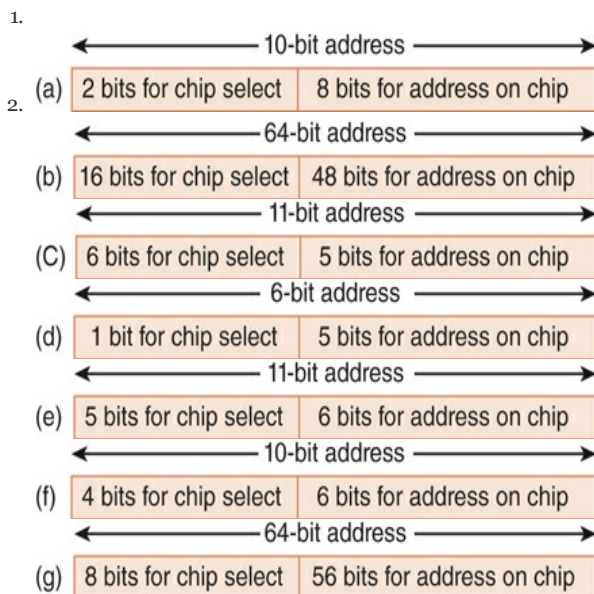 1.
10-bit address
(a) 2 bits for chip select 8 bits for address on chip
2.
64-bit address
(b) 16 bits for chip select 48 bits for address on chip
11-bit address
(C) 6 bits for chip select 5 bits for address on chip
6-bit address
(d) 1 bit for chip select 5 bits for address on chip
11-bit address
(e) 5 bits for chip select 6 bits for address on chip
10-bit address
(f) 4 bits for chip select 6 bits for address on chip
64-bit address
(g) 8 bits for chip select 56 bits for address on chip